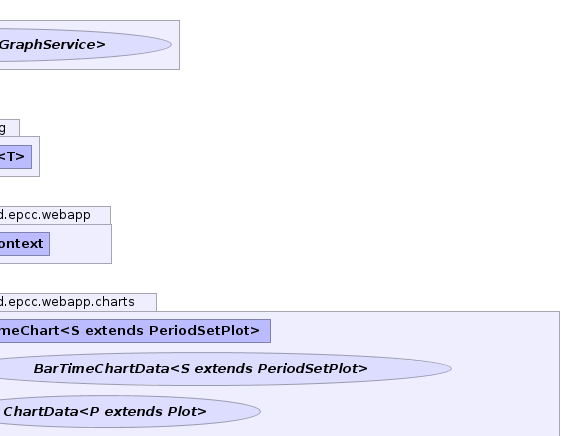 GraphService>
g
<T>
d.epcc.webapp
ontext
d.epcc.webapp.charts
meChart<S extends PeriodSetPlot>
BarTimeChartData<S extends PeriodSetPlot>
ChartData<P extends Plot>